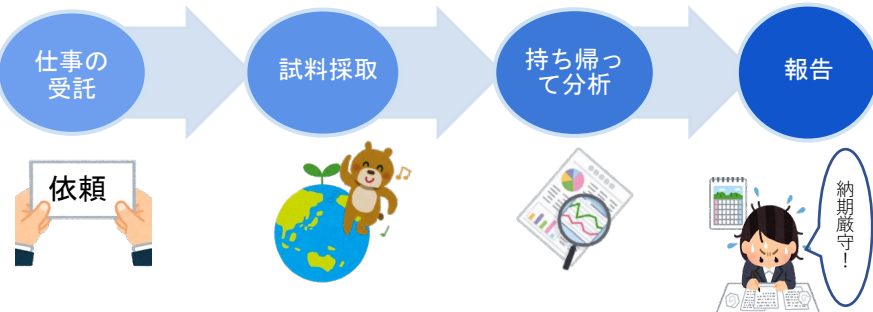 仕事の
受託
試料採取
持ち帰っ
て分析
報告
依頼
納期厳守！